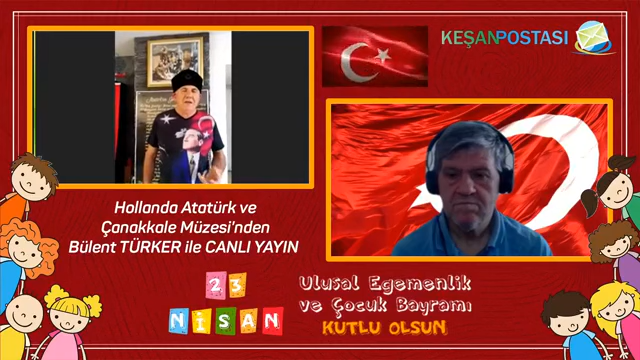 KEŞANPOSTASI
Hollanda Atatürk ve
Çanakkale Müzesi'nden
Bülent TÜRKER ile CANLI YAYIN
23
NİSAN
Ulusal Egemenlik
ve Çocuk Bayramı
KUTLU OLSUN